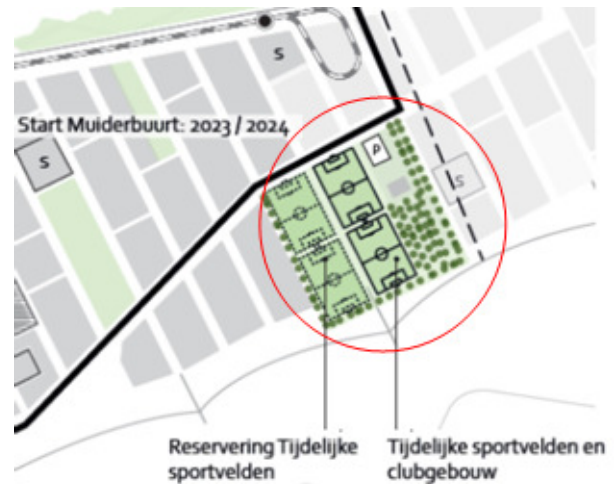 S
Start Muiderbuurt: 2023 / 2024
P
S
S
Reservering Tijdelijke
sportvelden
Tijdelijke sportvelden en
clubgebouw